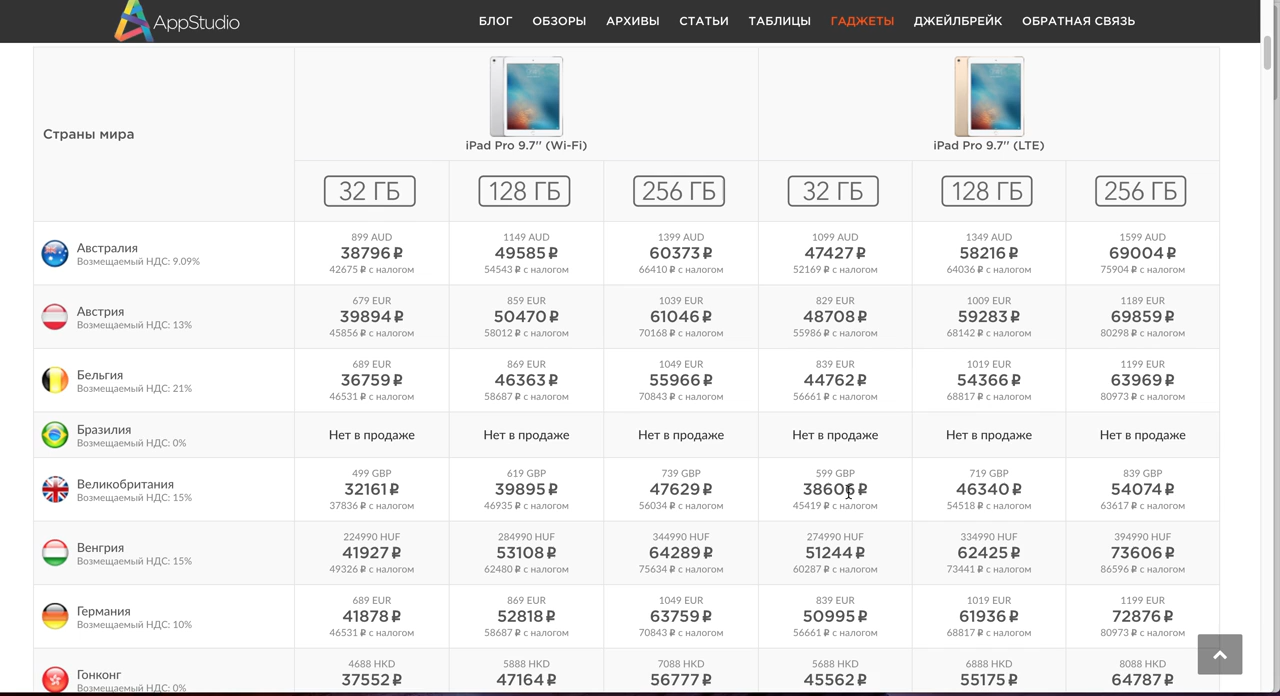 AppStudio
БЛОГ ОБЗОРЫ АРХИВЫ СТАТЬИ ТАБЛИЦЫ ГАДЖЕТЫ ДЖЕЙЛБРЕЙК ОБРАТНАЯ СВЯЗЬ
Страны мира
iPad Pro 9.7'' (Wi-Fi) iPad Pro 9.7'' (LTE)
32 ГБ 128 ГБ 256 ГБ 32 ГБ 128 ГБ 256 ГБ
899 AUD 1149 AUD 1399 AUD 1099 AUD 1349 AUD 1599 AUD
Австралия 38796 ₽ 49585 ₽ 60373 ₽ 47427 ₽ 58216 ₽ 69004 ₽
Возмещаемый НДС: 9.09% 42675 ₽ с налогом 54543 ₽ с налогом 66410 ₽ с налогом 52169 ₽ с налогом 64036 ₽ с налогом 75904 ₽ с налогом
679 EUR 859 EUR 1039 EUR 829 EUR 1009 EUR 1189 EUR
Австрия 39894 ₽ 50470 ₽ 61046 ₽ 48708 ₽ 59283 ₽ 69859 ₽
Возмещаемый НДС: 13% 45856 ₽ с налогом 58012 ₽ с налогом 70168 ₽ с налогом 55986 ₽ с налогом 68142 ₽ с налогом 80298 ₽ с налогом
689 EUR 869 EUR 1049 EUR 839 EUR 1019 EUR 1199 EUR
Бельгия 36759 ₽ 46363 ₽ 55966 ₽ 44762 ₽ 54366 ₽ 63969 ₽
Возмещаемый НДС: 21% 46531 ₽ с налогом 58687 ₽ с налогом 70843 ₽ с налогом 56661 ₽ с налогом 68817 ₽ с налогом 80973 ₽ с налогом
Бразилия Нет в продаже Нет в продаже Нет в продаже Нет в продаже Нет в продаже Нет в продаже
Возмещаемый НДС: 0%
499 GBP 619 GBP 739 GBP 599 GBP 719 GBP 839 GBP
Великобритания 32161 ₽ 39895 ₽ 47629 ₽ 38606 ₽ 46340 ₽ 54074 ₽
Возмещаемый НДС: 15% 37836 ₽ с налогом 46935 ₽ с налогом 56034 ₽ с налогом 45419 ₽ с налогом 54518 ₽ с налогом 63617 ₽ с налогом
224990 HUF 284990 HUF 344990 HUF 274990 HUF 334990 HUF 394990 HUF
Венгрия 41927 ₽ 53108 ₽ 64289 ₽ 51244 ₽ 62425 ₽ 73606 ₽
Возмещаемый НДС: 15% 49326 ₽ с налогом 62480 ₽ с налогом 75634 ₽ с налогом 60287 ₽ с налогом 73441 ₽ с налогом 86596 ₽ с налогом
689 EUR 869 EUR 1049 EUR 839 EUR 1019 EUR 1199 EUR
Германия 41878 ₽ 52818 ₽ 63759 ₽ 50995 ₽ 61936 ₽ 72876 ₽
Возмещаемый НДС: 10% 46531 ₽ с налогом 58687 ₽ с налогом 70843 ₽ с налогом 56661 ₽ с налогом 68817 ₽ с налогом 80973 ₽ с налогом
4688 HKD 5888 HKD 7088 HKD 5688 HKD 6888 HKD 8088 HKD
Гонконг 37552 ₽ 47164 ₽ 56777 ₽ 45562 ₽ 55175 ₽ 64787 ₽
Возмещаемый НДС: 0%